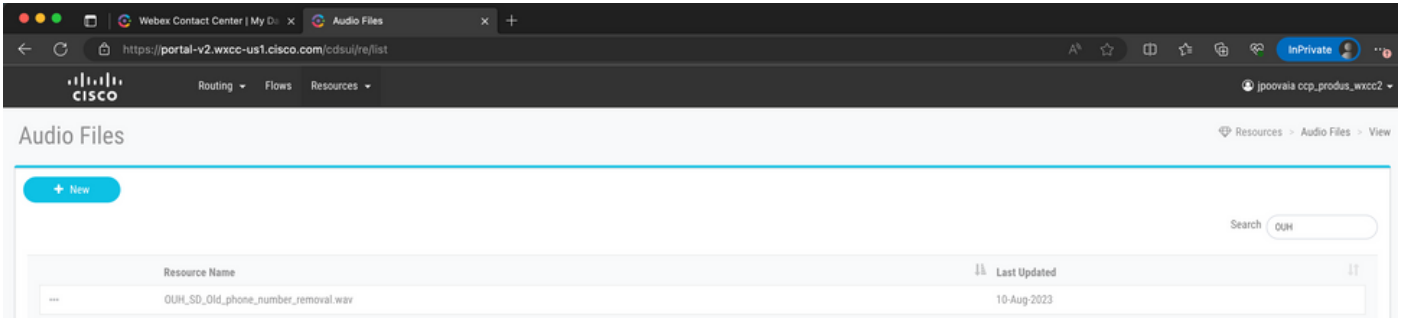 Webex Contact Center | My Da
Audio Files
https://portal-v2.wxcc-us1.cisco.com/cdsui/re/list
InPrivate
CISCO
Routing
Flows
Resources
jpoovaia ccp_produs_wxcc2
Audio Files
Resources > Audio Files > View
+ New
Search OUH
Resource Name
Last Updated
OUH_SD_Old_phone_number_removal.wav
10-Aug-2023